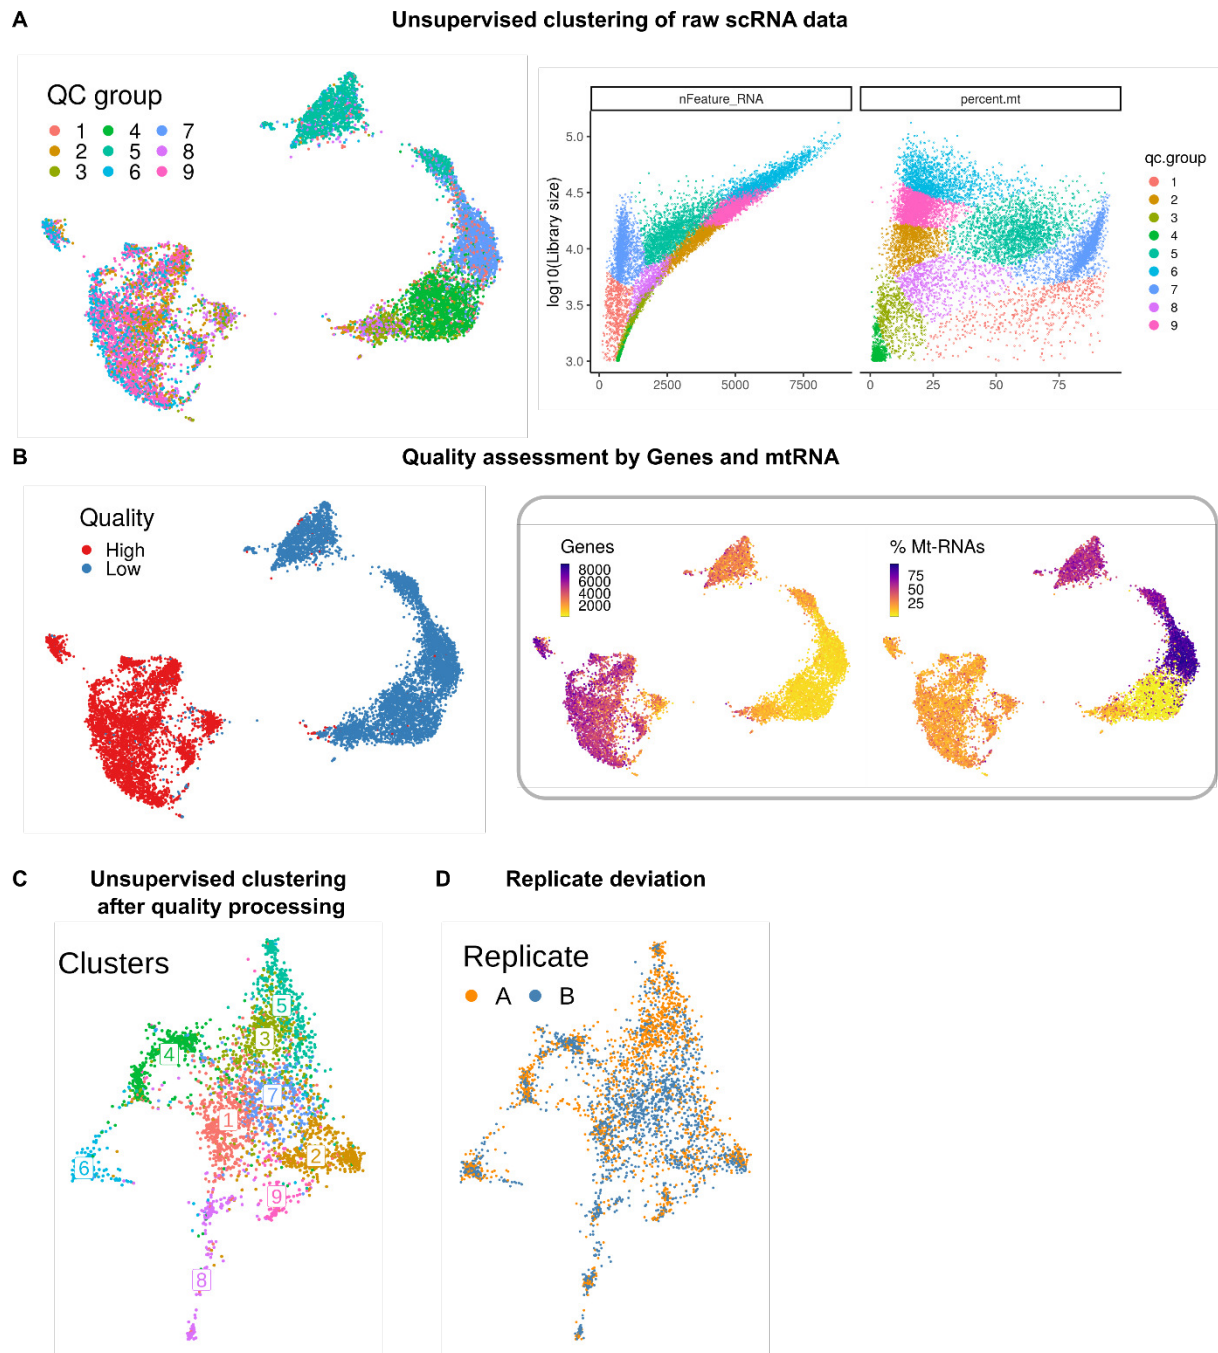 A
Unsupervised clustering of raw scRNA data
QC group
1 4 7
2 5 8
3 6 9
nFeature_RNA
percent.mt
log10(Library size)
5.0
4.5
4.0
3.5
3.0
0 2500 5000 7500
0 25 50 75
qc.group
1
2
3
4
5
6
7
8
9
B
Quality assessment by Genes and mtRNA
Quality
High
Low
Genes
8000
6000
4000
2000
% Mt-RNAs
75
50
25
C
Unsupervised clustering
after quality processing
Clusters
5
3
4
7
1
2
6
9
8
D
Replicate deviation
Replicate
A B